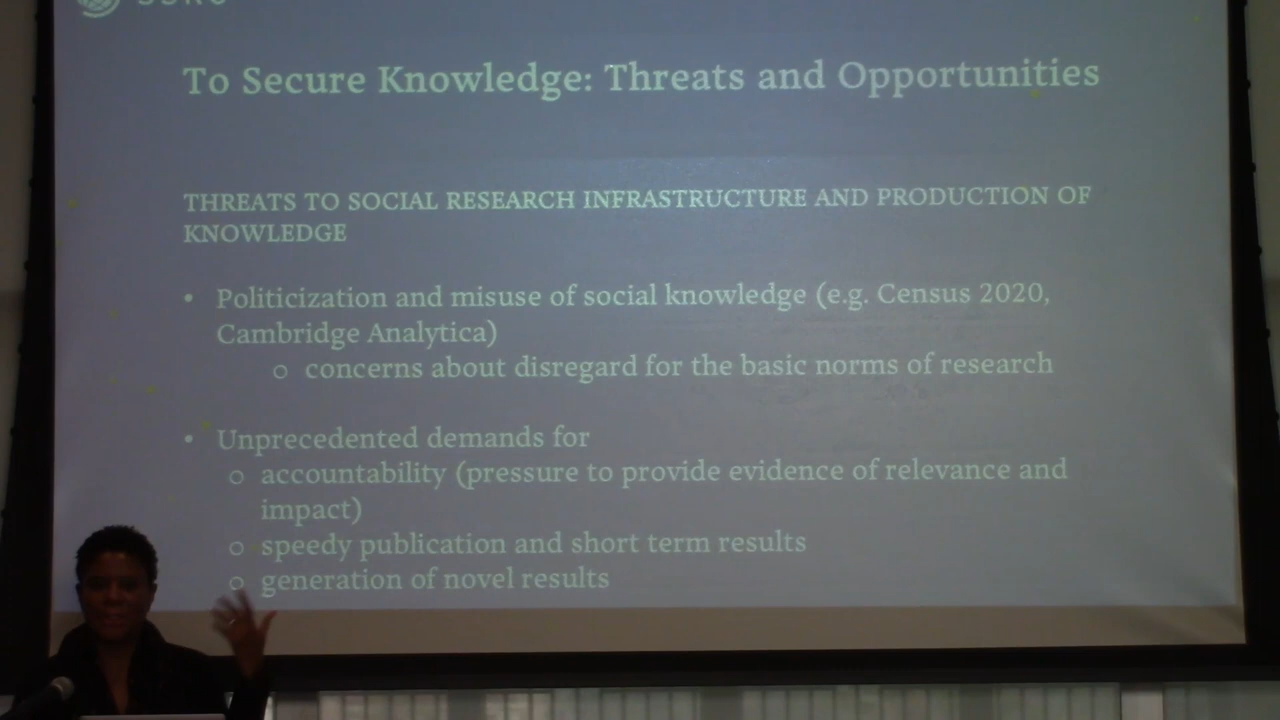 SSRC
To Secure Knowledge: Threats and Opportunities
THREATS TO SOCIAL RESEARCH INFRASTRUCTURE AND PRODUCTION OF
KNOWLEDGE
• Politicization and misuse of social knowledge (e.g. Census 2020,
Cambridge Analytica)
o concerns about disregard for the basic norms of research
• Unprecedented demands for
o accountability (pressure to provide evidence of relevance and
impact)
o speedy publication and short term results
o generation of novel results